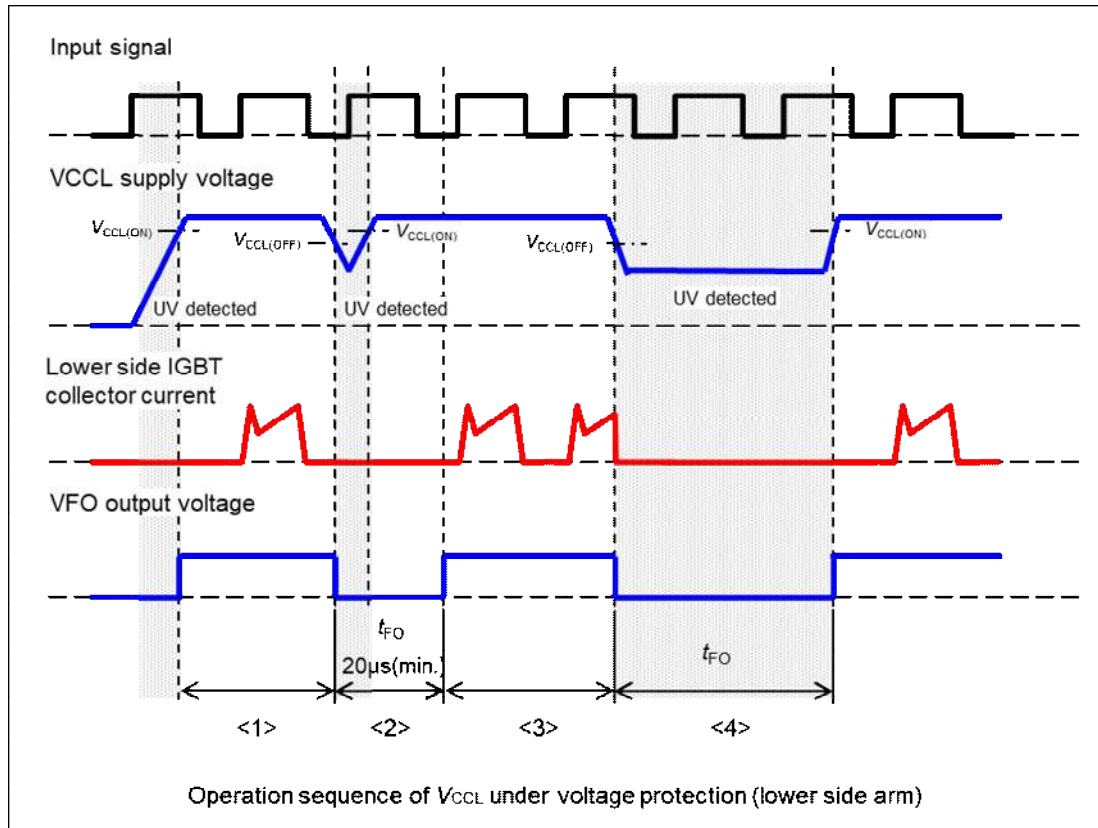 Input signal
VCCL supply voltage
VCCL(ON)
VCCL(OFF)
VCCL(ON)
VCCL(OFF)
VCCL(ON)
UV detected
UV detected
UV detected
Lower side IGBT
collector current
VFO output voltage
tFO
20µs(min.)
tFO
<1>
<2>
<3>
<4>
Operation sequence of VCCL under voltage protection (lower side arm)